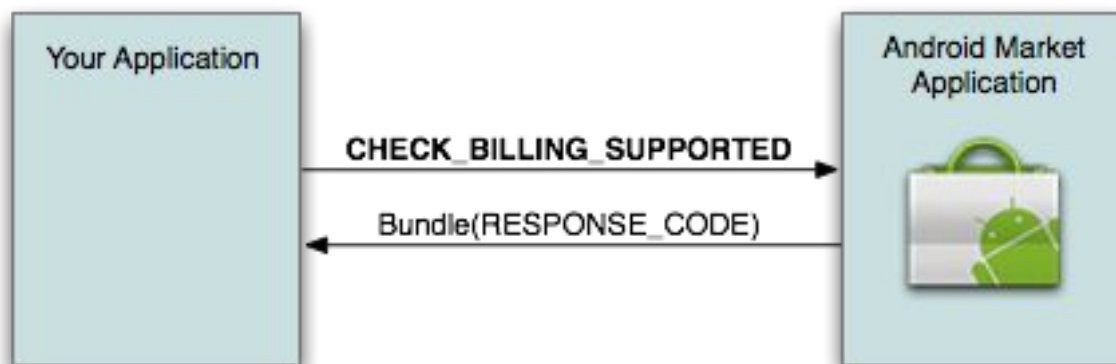 Your Application
Android Market
Application
CHECK_BILLING_SUPPORTED
Bundle(RESPONSE_CODE)